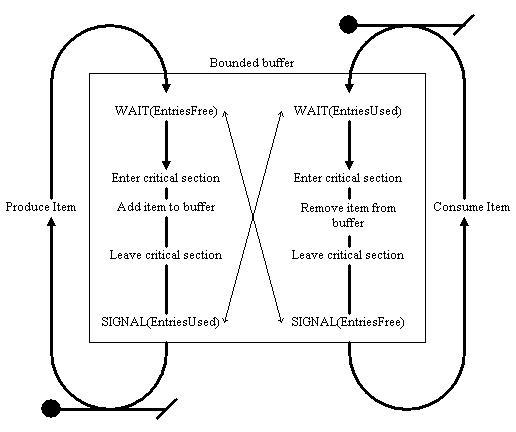 Bounded buffer
WAIT(EntriesFree)
WAIT(EntriesUsed)
Enter critical section
Enter critical section
Produce Item
Add item to buffer
Remove item from
buffer
Consume Item
Leave critical section
Leave critical section
SIGNAL(EntriesUsed)
SIGNAL(EntriesFree)